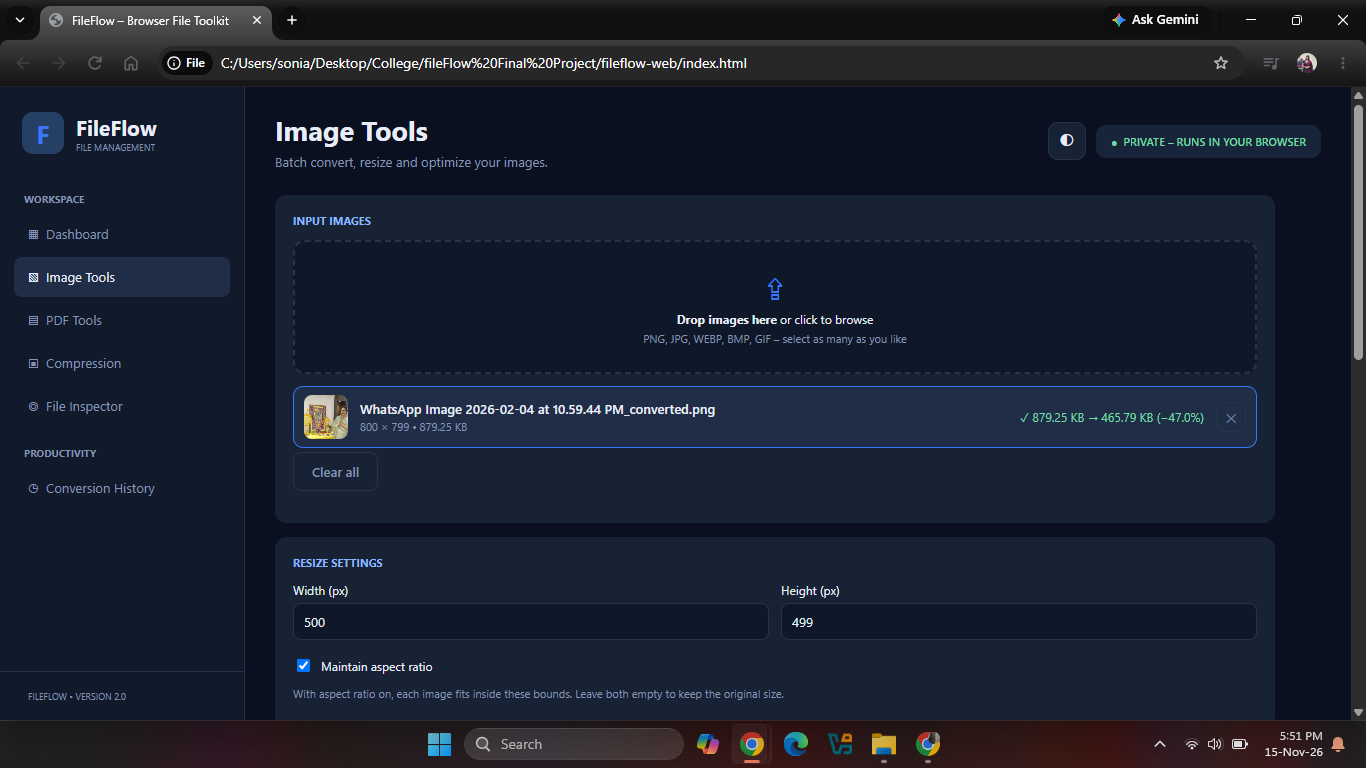 FileFlow – Browser File Toolkit
Ask Gemini
File
C:/Users/sonia/Desktop/College/fileFlow%20Final%20Project/fileflow-web/index.html
F
FileFlow
FILE MANAGEMENT
WORKSPACE
Dashboard
Image Tools
PDF Tools
Compression
File Inspector
PRODUCTIVITY
Conversion History
FILEFLOW • VERSION 2.0
Image Tools
Batch convert, resize and optimize your images.
● PRIVATE – RUNS IN YOUR BROWSER
INPUT IMAGES
Drop images here or click to browse
PNG, JPG, WEBP, BMP, GIF – select as many as you like
WhatsApp Image 2026-02-04 at 10.59.44 PM_converted.png
800 × 799 • 879.25 KB
✓ 879.25 KB → 465.79 KB (−47.0%)
Clear all
RESIZE SETTINGS
Width (px)
Height (px)
500
499
Maintain aspect ratio
With aspect ratio on, each image fits inside these bounds. Leave both empty to keep the original size.
Search
5:51 PM
15-Nov-26